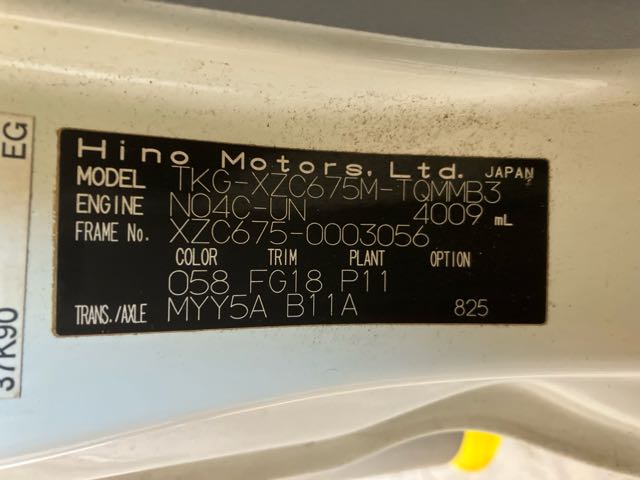 Hino Motors, Ltd. JAPAN
MODEL TKG-XZC675M-TQMMB3
ENGINE N04C-UN 4009 mL
FRAME No. XZC675-0003056
COLOR TRIM PLANT OPTION
058 FG18 P11
TRANS./AXLE MYY5A B11A 825
EG
37K90